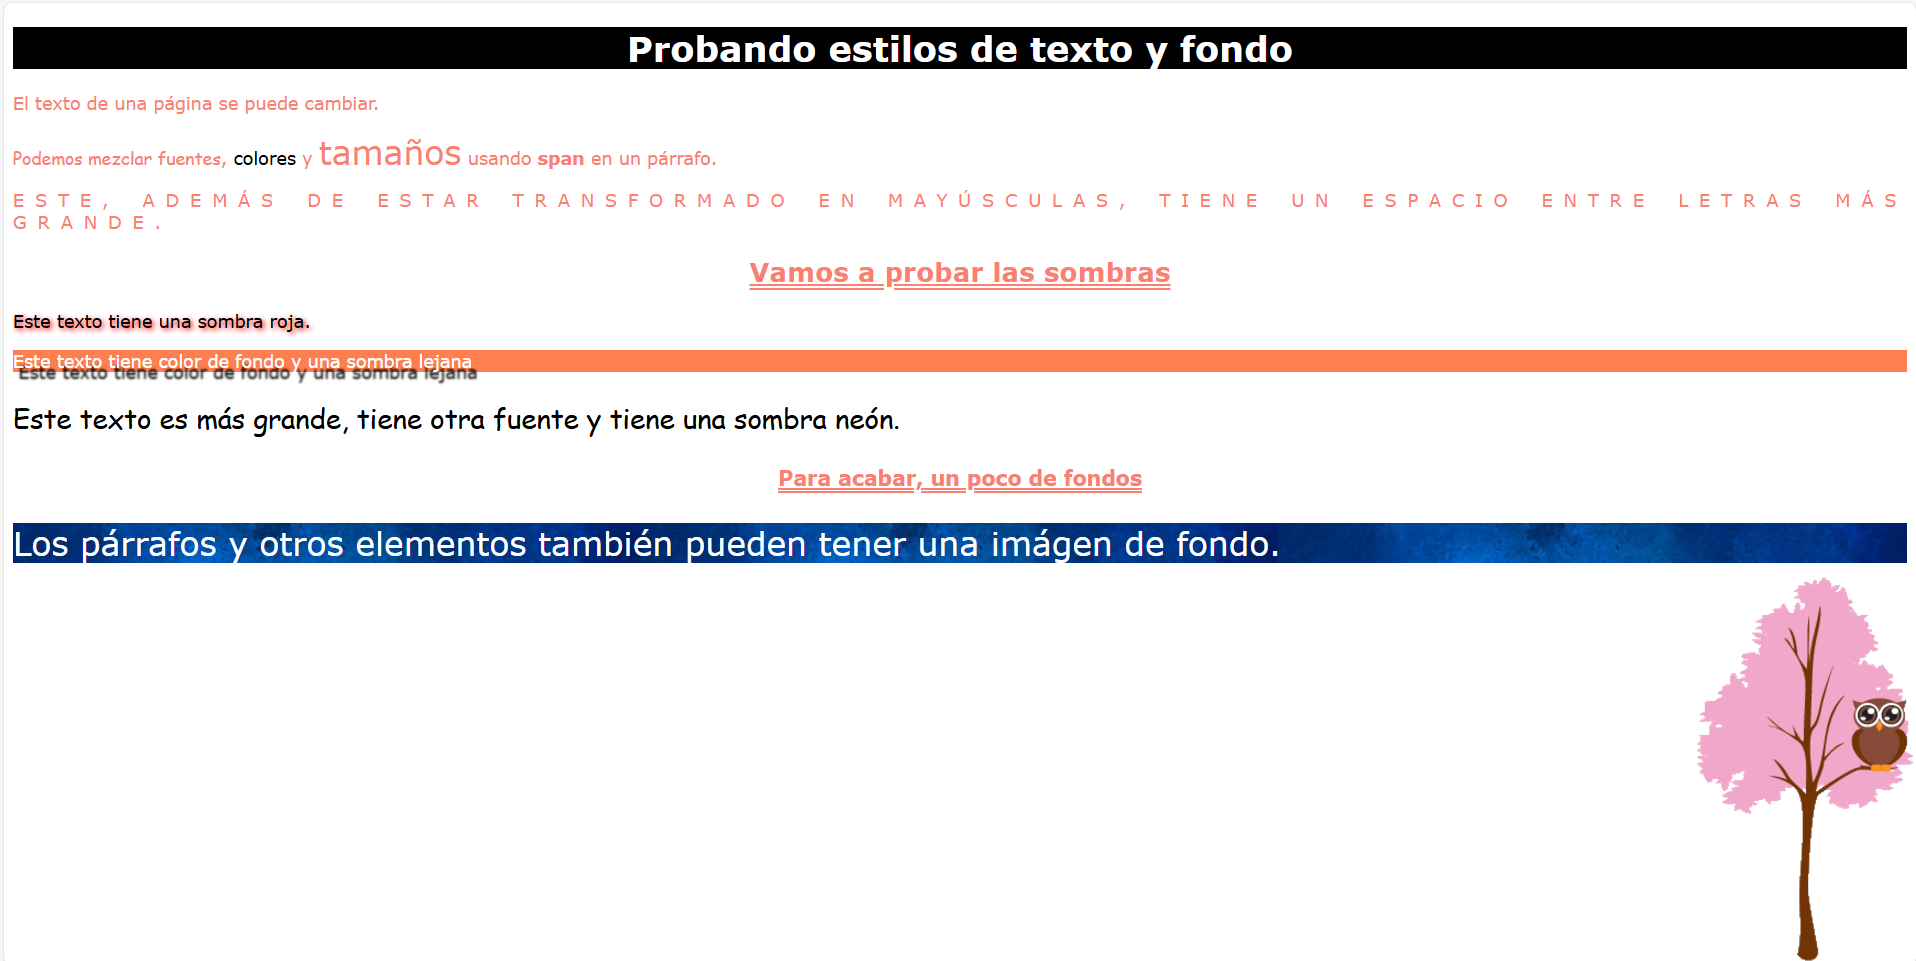 Probando estilos de texto y fondo
El texto de una página se puede cambiar.
Podemos mezclar fuentes, colores y tamaños usando span en un párrafo.
ESTE, ADEMÁS DE ESTAR TRANSFORMADO EN MAYÚSCULAS, TIENE UN ESPACIO ENTRE LETRAS MÁS
GRANDE.
Vamos a probar las sombras
Este texto tiene una sombra roja.
Este texto tiene color de fondo y una sombra lejana
Este texto es más grande, tiene otra fuente y tiene una sombra neón.
Para acabar, un poco de fondos
Los párrafos y otros elementos también pueden tener una imágen de fondo.